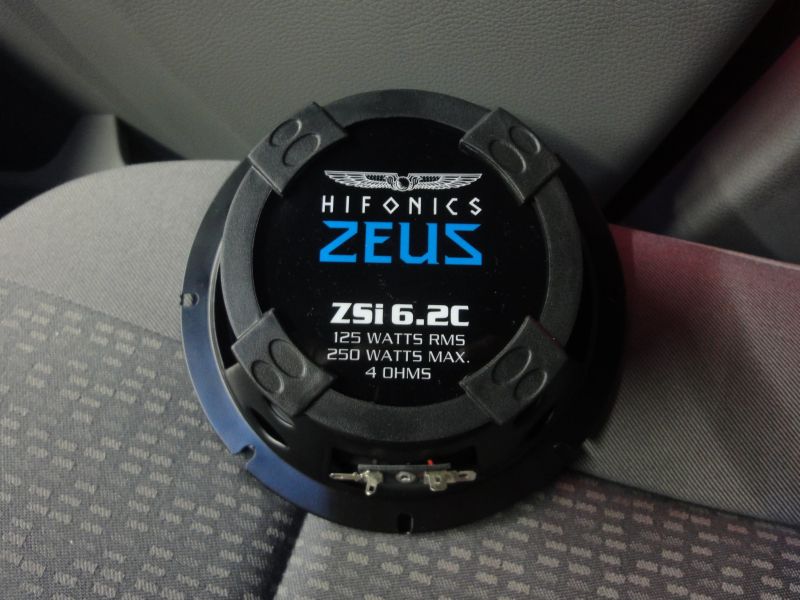 HIFONICS
ZEUS
ZSi 6.2C
125 WATTS RMS
250 WATTS MAX.
4 OHMS